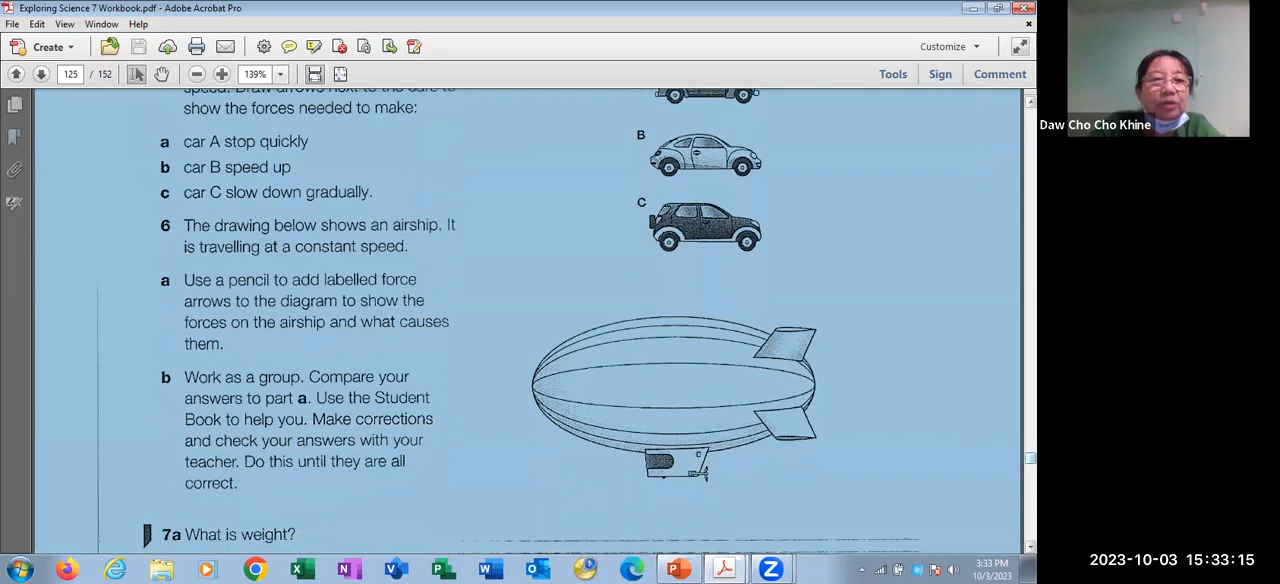 Exploring Science 7 Workbook.pdf - Adobe Acrobat Pro
File Edit View Window Help
Create
Customize
125 / 152
139%
Tools Sign Comment
show the forces needed to make:
a car A stop quickly
b car B speed up
c car C slow down gradually.
B
C
6 The drawing below shows an airship. It
is travelling at a constant speed.
a Use a pencil to add labelled force
arrows to the diagram to show the
forces on the airship and what causes
them.
b Work as a group. Compare your
answers to part a. Use the Student
Book to help you. Make corrections
and check your answers with your
teacher. Do this until they are all
correct.
7a What is weight?
Daw Cho Cho Khine
3:33 PM
10/3/2023
2023-10-03 15:33:15